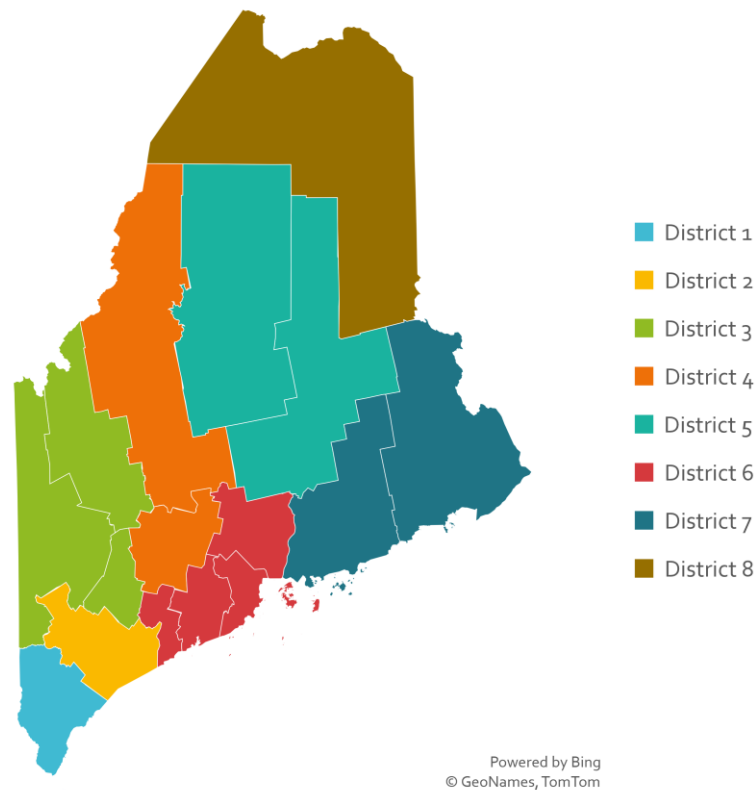 District 1
District 2
District 3
District 4
District 5
District 6
District 7
District 8
Powered by Bing
© GeoNames, TomTom